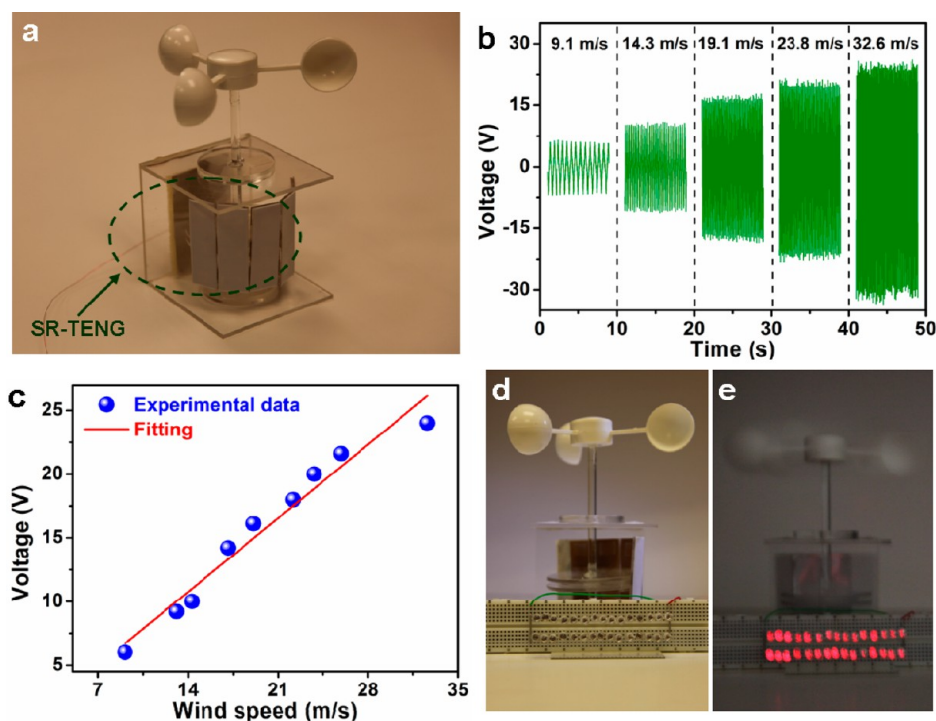 a
SR-TENG
b
9.1 m/s 14.3 m/s 19.1 m/s 23.8 m/s 32.6 m/s
30
15
0
-15
-30
Voltage (V)
0 10 20 30 40 50
Time (s)
c
Experimental data
Fitting
25
20
15
10
5
Voltage (V)
7 14 21 28 35
Wind speed (m/s)
d
e